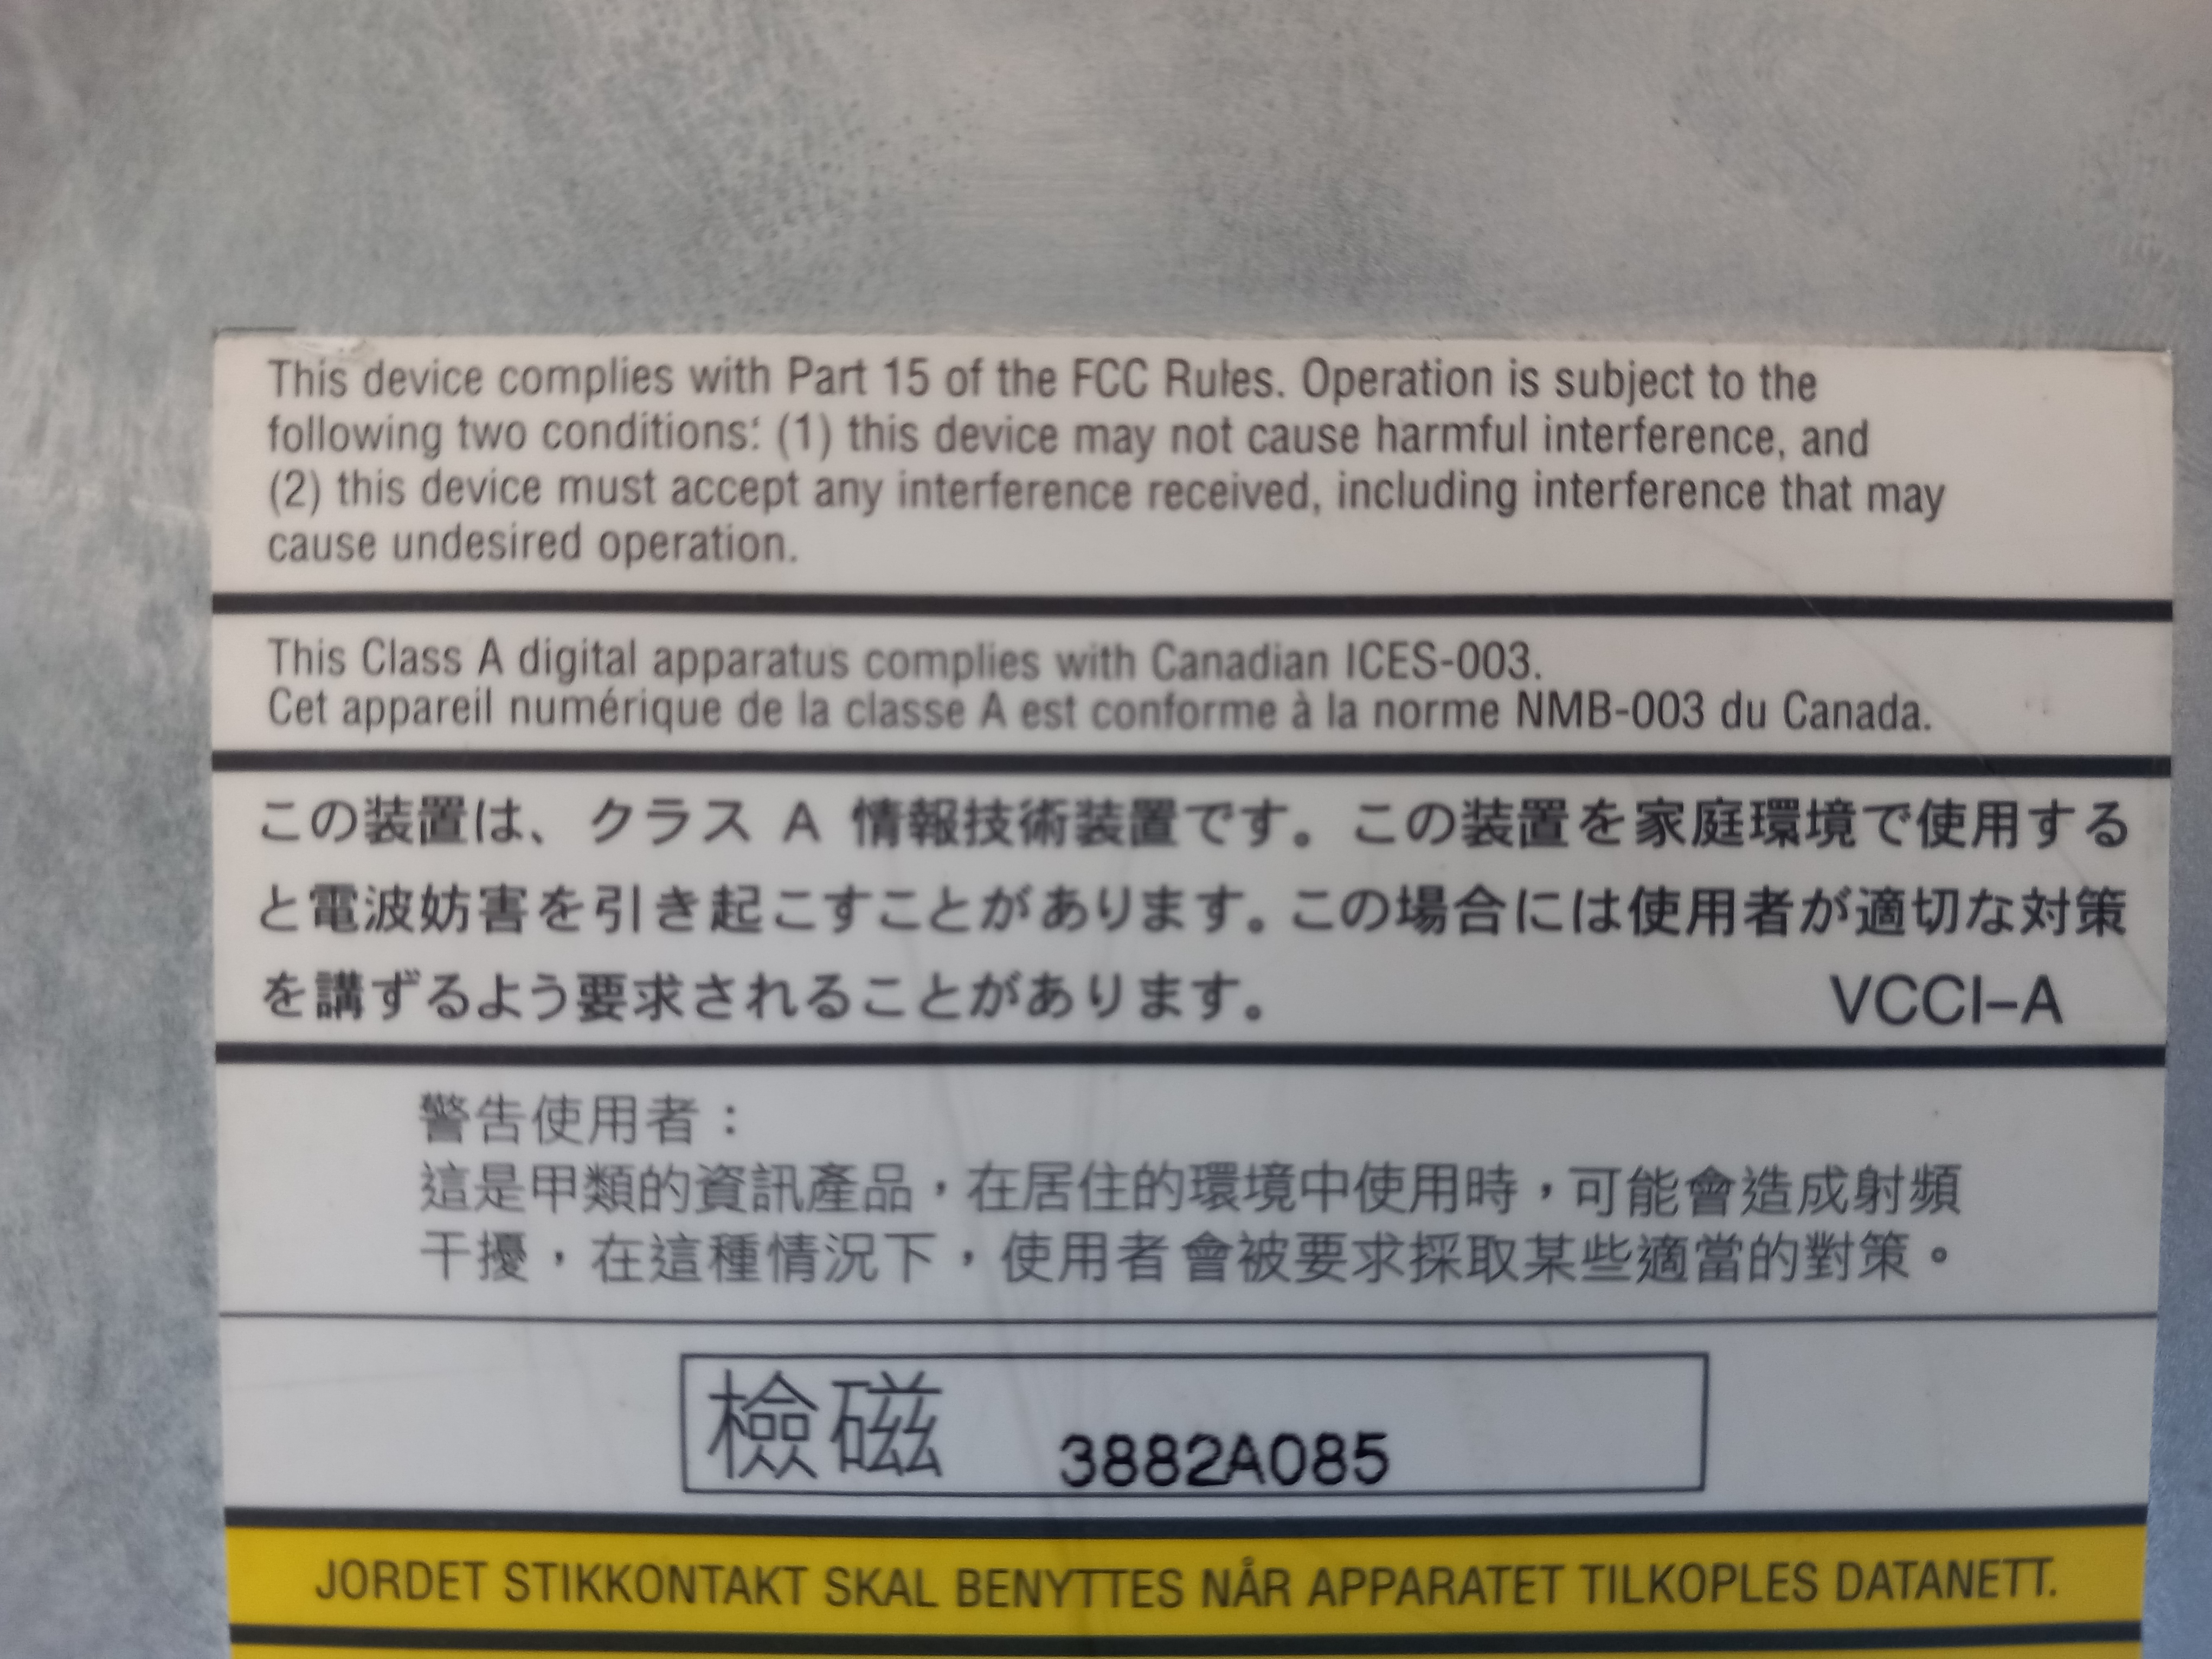 This device complies with Part 15 of the FCC Rules. Operation is subject to the
following two conditions: (1) this device may not cause harmful interference, and
(2) this device must accept any interference received, including interference that may
cause undesired operation.
This Class A digital apparatus complies with Canadian ICES-003.
Cet appareil numérique de la classe A est conforme à la norme NMB-003 du Canada.
この装置は、クラス A 情報技術装置です。この装置を家庭環境で使用する
と電波妨害を引き起こすことがあります。この場合には使用者が適切な対策
を講ずるよう要求されることがあります。 VCCI-A
警告使用者：
這是甲類的資訊產品，在居住的環境中使用時，可能會造成射頻
干擾，在這種情況下，使用者會被要求採取某些適當的對策。
檢磁 3882A085
JORDET STIKKONTAKT SKAL BENYTTES NÅR APPARATET TILKOPLES DATANETT.